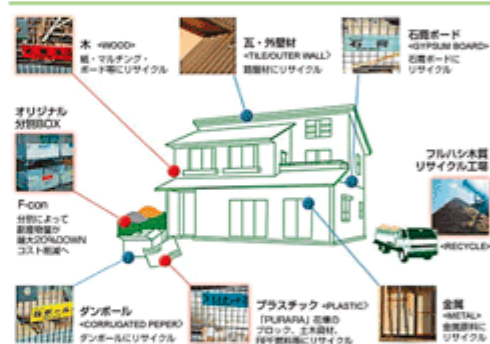 木 <WOOD>
紙・マルチング・
ボード等にリサイクル
瓦・外壁材
<TILE/OUTER WALL>
路盤材にリサイクル
石膏ボード
<GYPSUM BOARD>
石膏ボードに
リサイクル
オリジナル
分別BOX
F-con
分別によって
副産物量が
最大20%DOWN
コスト削減へ
フルハシ木質
リサイクル工場
<RECYCLE>
ダンボール
<CORRUGATED PEPER>
ダンボールにリサイクル
プラスチック <PLASTIC>
「PURARA」花壇の
ブロック、土木資材、
RPF燃料等にリサイクル
金属
<METAL>
金属原料に
リサイクル